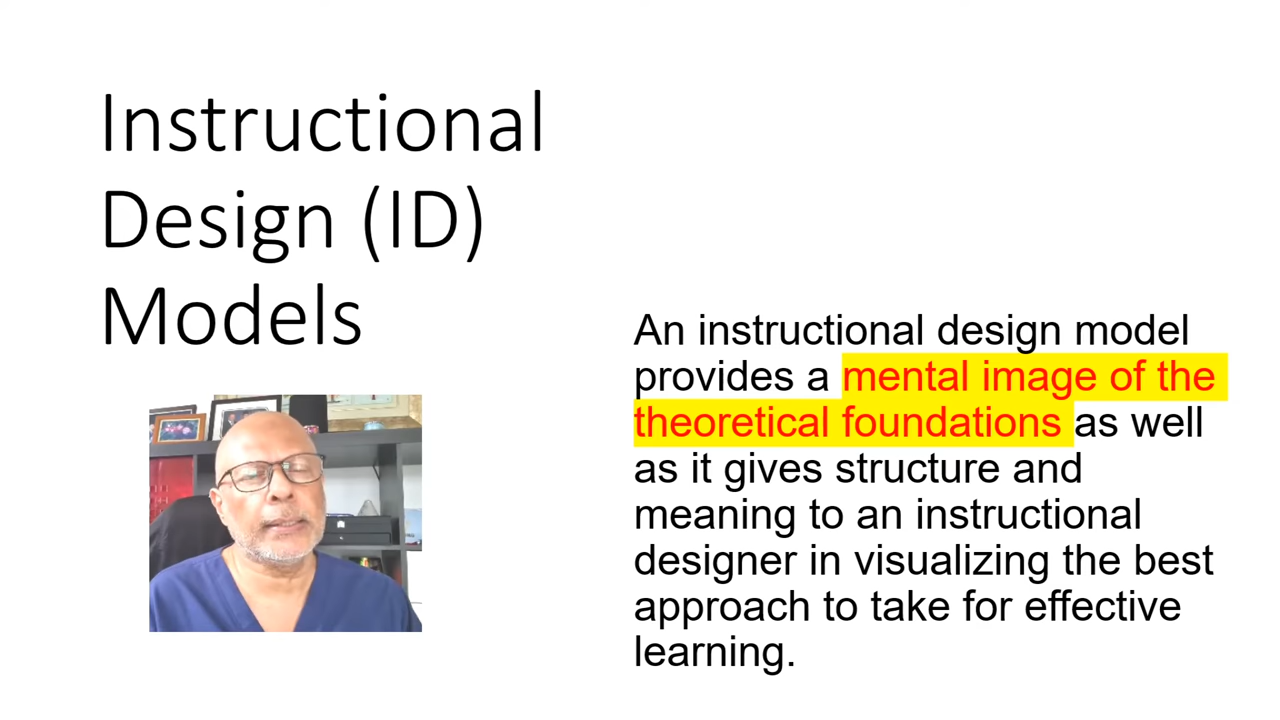 Instructional
Design (ID)
Models
An instructional design model
provides a mental image of the
theoretical foundations as well
as it gives structure and
meaning to an instructional
designer in visualizing the best
approach to take for effective
learning.